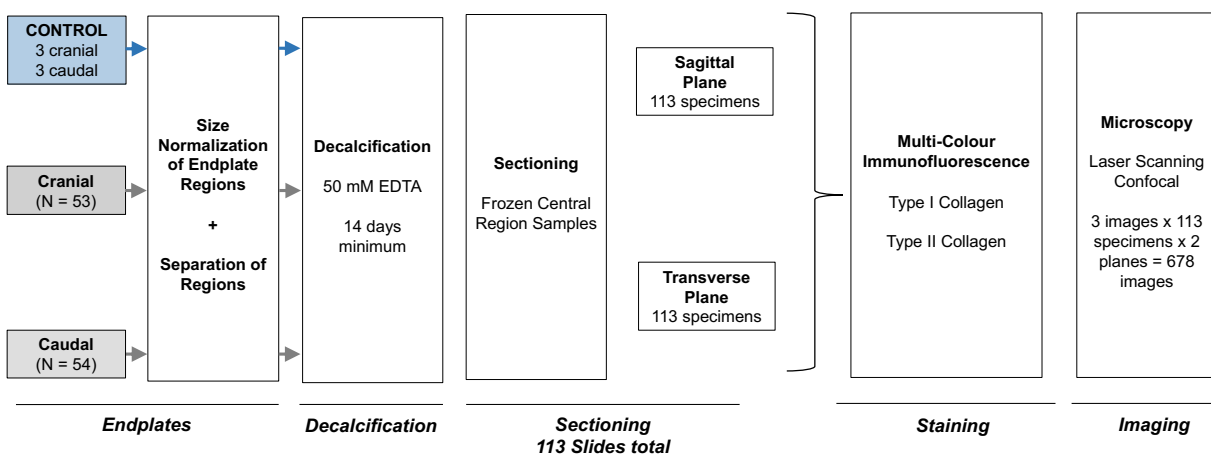 CONTROL
3 cranial
3 caudal
Cranial
(N = 53)
Caudal
(N = 54)
Size
Normalization
of Endplate
Regions
+
Separation of
Regions
Decalcification
50 mM EDTA
14 days
minimum
Sectioning
Frozen Central
Region Samples
Sagittal
Plane
113 specimens
Transverse
Plane
113 specimens
Multi-Colour
Immunofluorescence
Type I Collagen
Type II Collagen
Microscopy
Laser Scanning
Confocal
3 images x 113
specimens x 2
planes = 678
images
Endplates
Decalcification
Sectioning
113 Slides total
Staining
Imaging